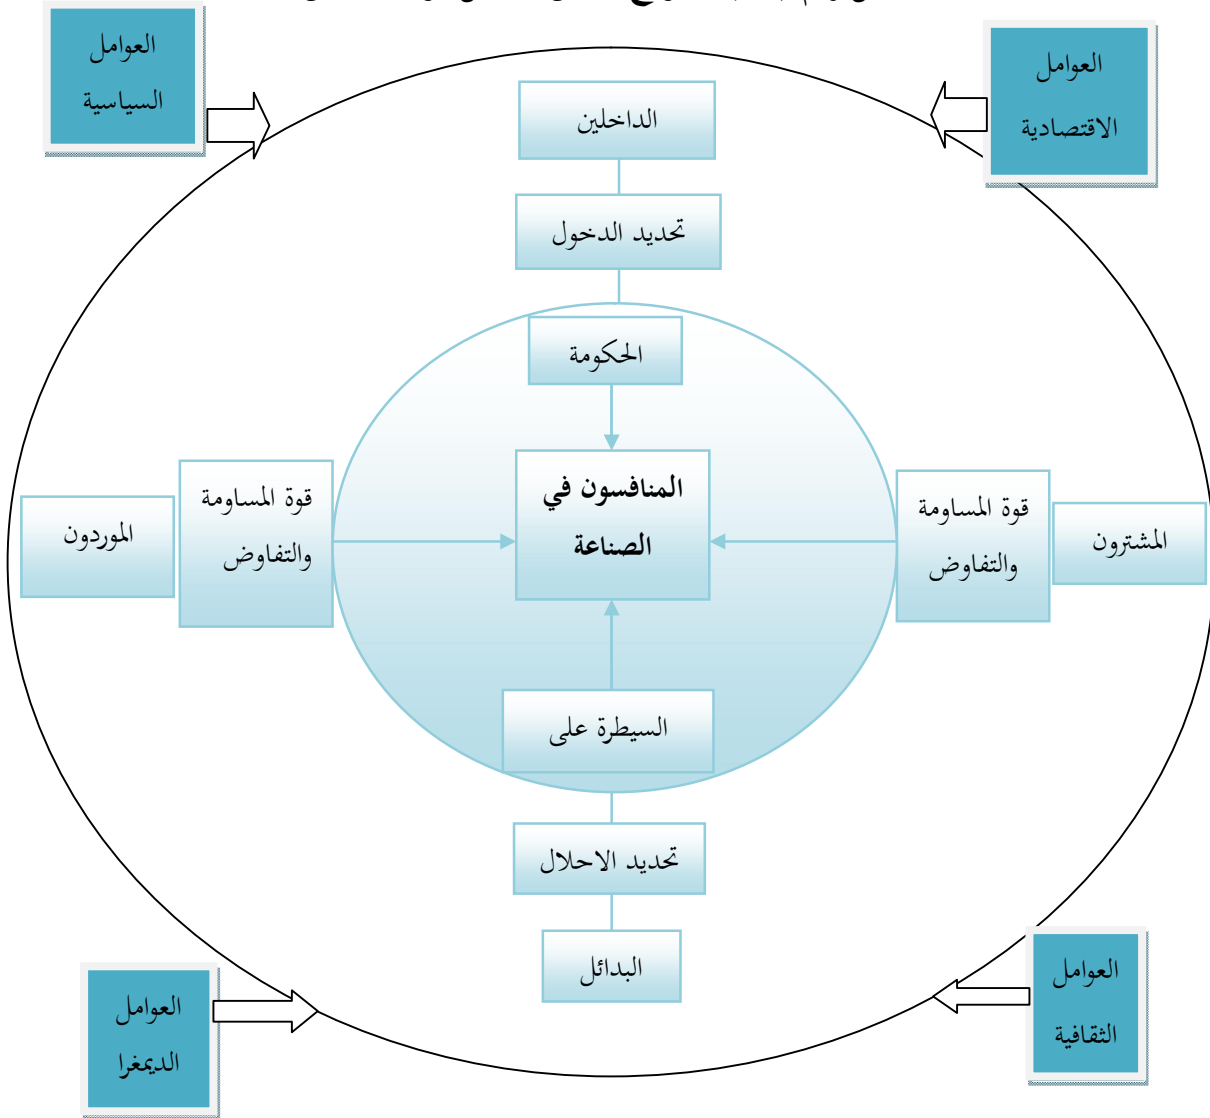 العوامل
السياسية
العوامل
الاقتصادية
الداخلين
تحديد الدخول
الحكومة
المنافسون في
الصناعة
قوة المساومة
والتفاوض
المشترون
قوة المساومة
والتفاوض
الموردون
السيطرة على
تحديد الاحلال
البدائل
العوامل
الثقافية
العوامل
الديمغرا